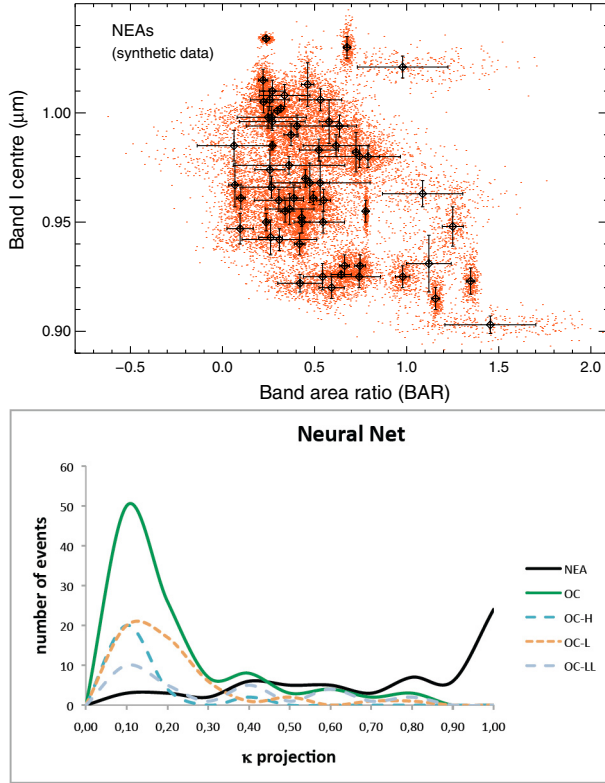 NEAs
(synthetic data)
Band I centre (μm)
1.00
0.95
0.90
−0.5
0.0
0.5
1.0
1.5
2.0
Band area ratio (BAR)
Neural Net
number of events
60
50
40
30
20
10
0
0,00
0,10
0,20
0,30
0,40
0,50
0,60
0,70
0,80
0,90
1,00
κ projection
NEA
OC
OC-H
OC-L
OC-LL